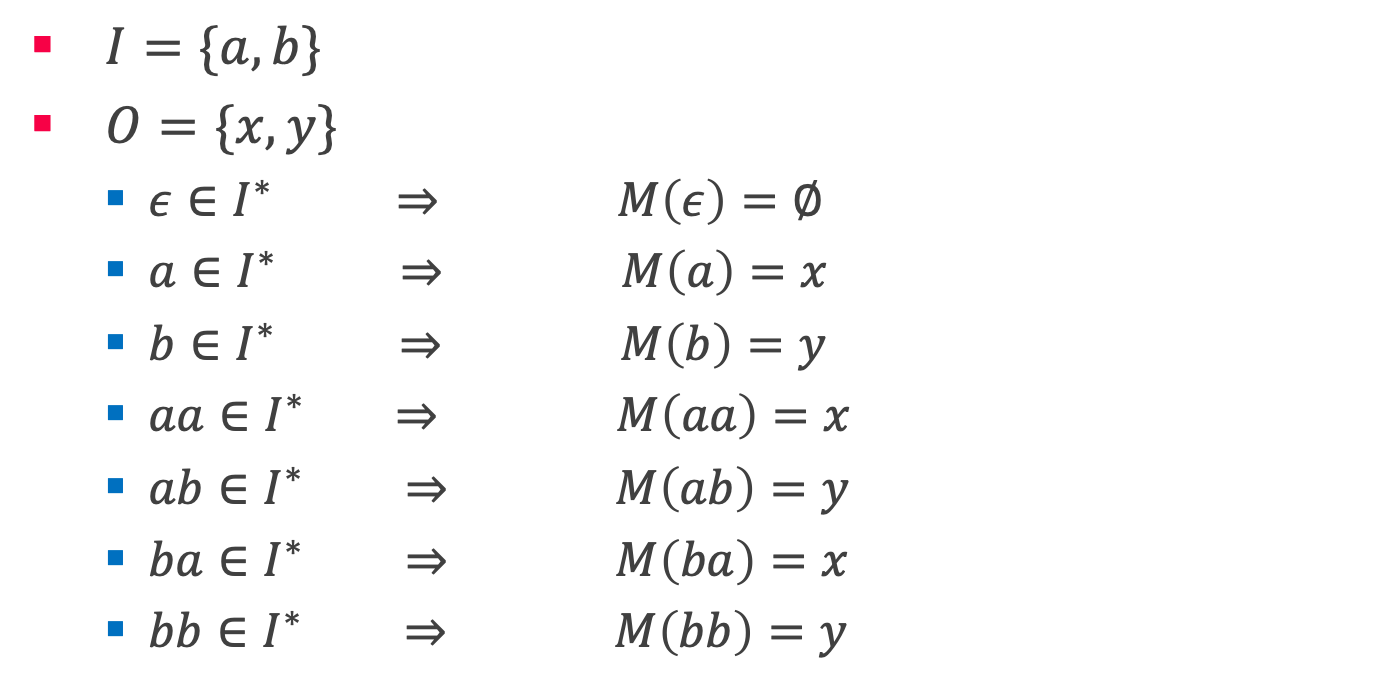 ▪ I = {a, b}
▪ O = {x, y}
▪ ϵ ∈ I* ⇒ M(ϵ) = ∅
▪ a ∈ I* ⇒ M(a) = x
▪ b ∈ I* ⇒ M(b) = y
▪ aa ∈ I* ⇒ M(aa) = x
▪ ab ∈ I* ⇒ M(ab) = y
▪ ba ∈ I* ⇒ M(ba) = x
▪ bb ∈ I* ⇒ M(bb) = y